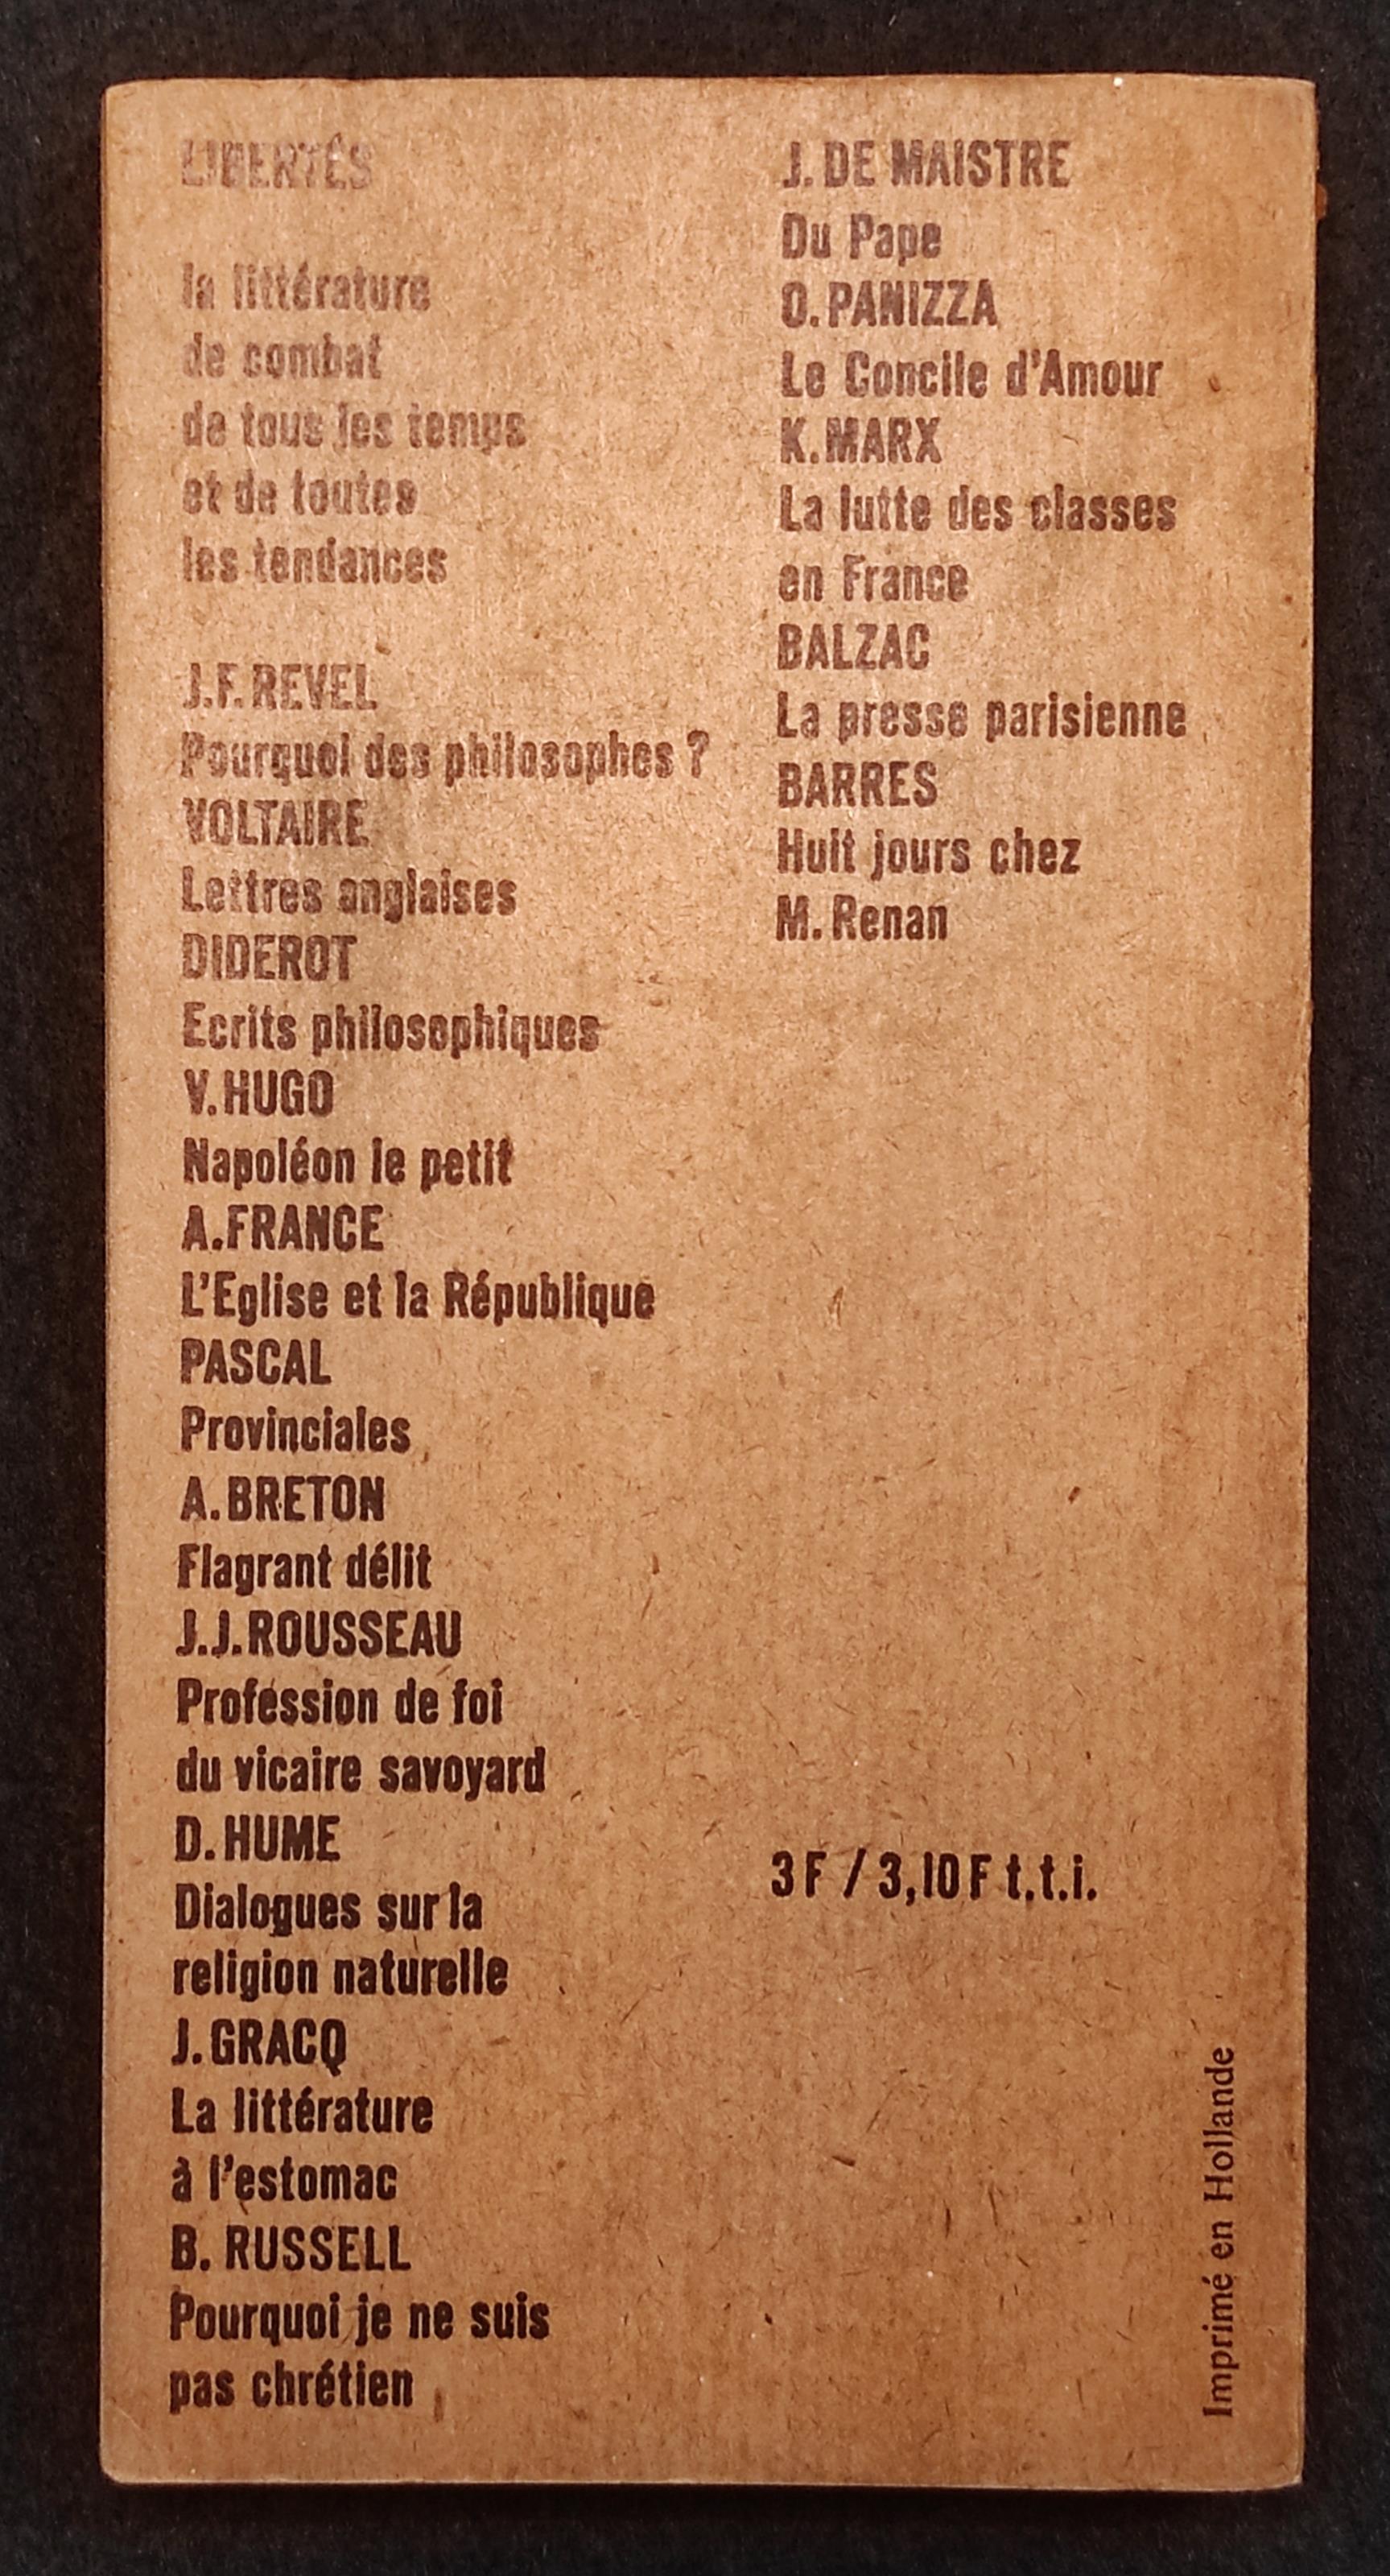 LIBERTÉS
la littérature
de combat
de tous les temps
et de toutes
les tendances
J.F. REVEL
Pourquoi des philosophes ?
VOLTAIRE
Lettres anglaises
DIDEROT
Ecrits philosophiques
V. HUGO
Napoléon le petit
A. FRANCE
L'Eglise et la République
PASCAL
Provinciales
A. BRETON
Flagrant délit
J.J. ROUSSEAU
Profession de foi
du vicaire savoyard
D. HUME
Dialogues sur la
religion naturelle
J. GRACQ
La littérature
à l'estomac
B. RUSSELL
Pourquoi je ne suis
pas chrétien
J. DE MAISTRE
Du Pape
O. PANIZZA
Le Concile d'Amour
K. MARX
La lutte des classes
en France
BALZAC
La presse parisienne
BARRES
Huit jours chez
M. Renan
3 F / 3,10 F t.t.i.
Imprimé en Hollande